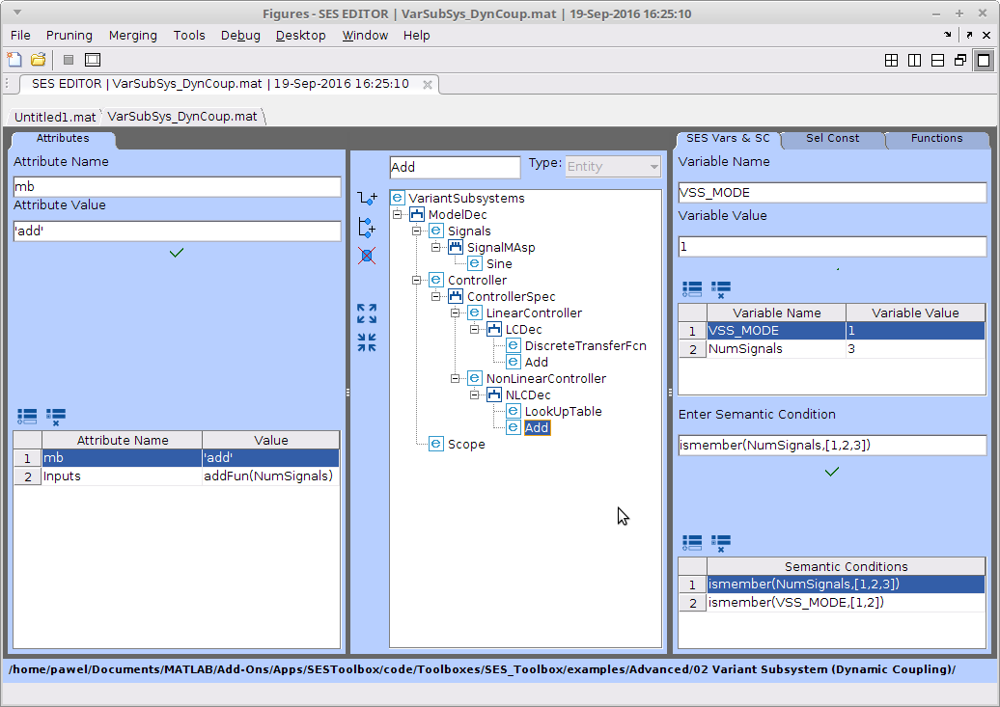 Figures - SES EDITOR | VarSubSys_DynCoup.mat | 19-Sep-2016 16:25:10
File Pruning Merging Tools Debug Desktop Window Help
SES EDITOR | VarSubSys_DynCoup.mat | 19-Sep-2016 16:25:10
Untitled1.mat VarSubSys_DynCoup.mat
Attributes
Attribute Name
mb
Attribute Value
'add'
Attribute Name Value
1 mb 'add'
2 Inputs addFun(NumSignals)
Add Type: Entity
VariantSubsystems
ModelDec
Signals
SignalMAsp
Sine
Controller
ControllerSpec
LinearController
LCDec
DiscreteTransferFcn
Add
NonLinearController
NLCDec
LookUpTable
Add
Scope
SES Vars & SC Sel Const Functions
Variable Name
VSS_MODE
Variable Value
1
Variable Name Variable Value
1 VSS_MODE 1
2 NumSignals 3
Enter Semantic Condition
ismember(NumSignals,[1,2,3])
Semantic Conditions
1 ismember(NumSignals,[1,2,3])
2 ismember(VSS_MODE,[1,2])
/home/pawel/Documents/MATLAB/Add-Ons/Apps/SESToolbox/code/Toolboxes/SES_Toolbox/examples/Advanced/02 Variant Subsystem (Dynamic Coupling)/